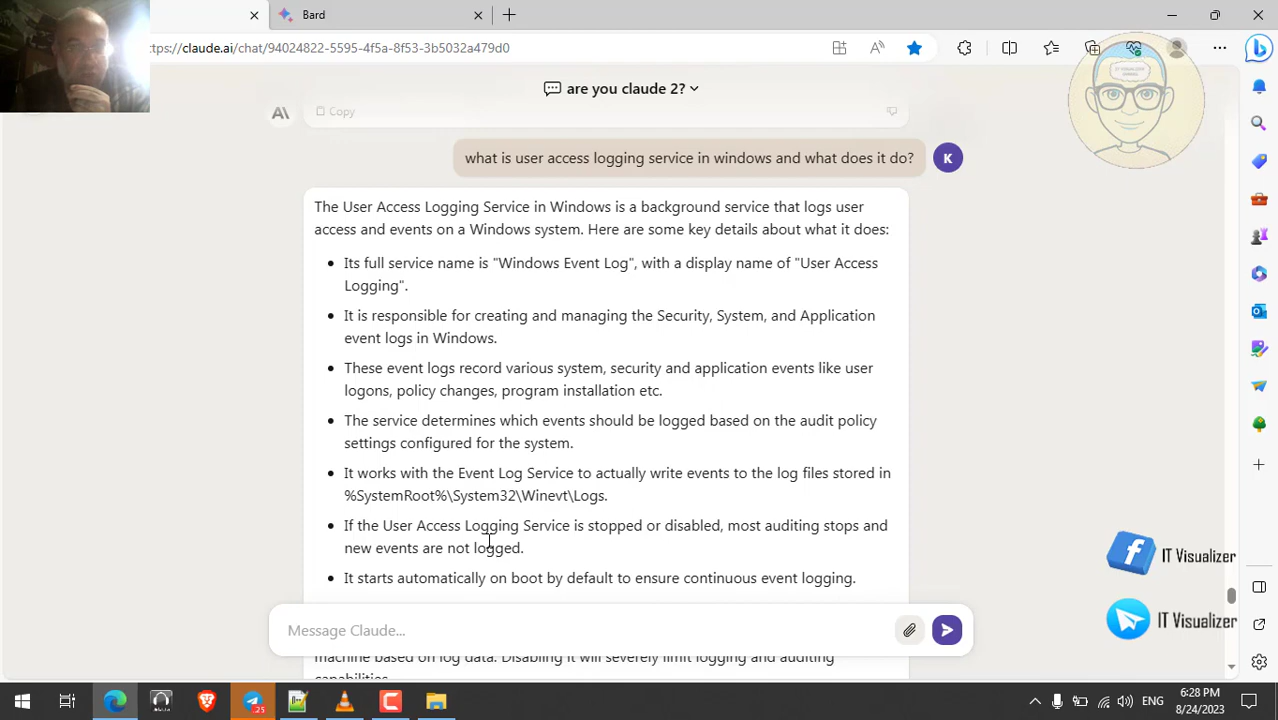 Bard
ttps://claude.ai/chat/94024822-5595-4f5a-8f53-3b5032a479d0
are you claude 2?
IT VISUALIZER
Copy
what is user access logging service in windows and what does it do?
K
The User Access Logging Service in Windows is a background service that logs user
access and events on a Windows system. Here are some key details about what it does:
Its full service name is "Windows Event Log", with a display name of "User Access
Logging".
It is responsible for creating and managing the Security, System, and Application
event logs in Windows.
These event logs record various system, security and application events like user
logons, policy changes, program installation etc.
The service determines which events should be logged based on the audit policy
settings configured for the system.
It works with the Event Log Service to actually write events to the log files stored in
%SystemRoot%\System32\Winevt\Logs.
If the User Access Logging Service is stopped or disabled, most auditing stops and
new events are not logged.
It starts automatically on boot by default to ensure continuous event logging.
IT Visualizer
IT Visualizer
Message Claude...
machine based on log data. Disabling it will severely limit logging and auditing
capabilities.
25
ENG
6:28 PM
8/24/2023